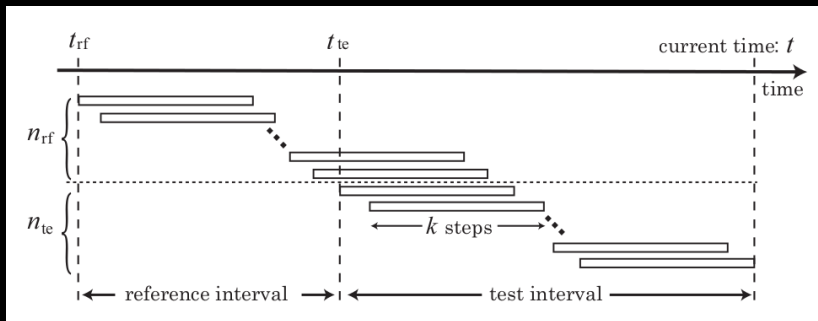 t_rf t_te current time: t
time
n_rf
n_te
k steps
reference interval test interval